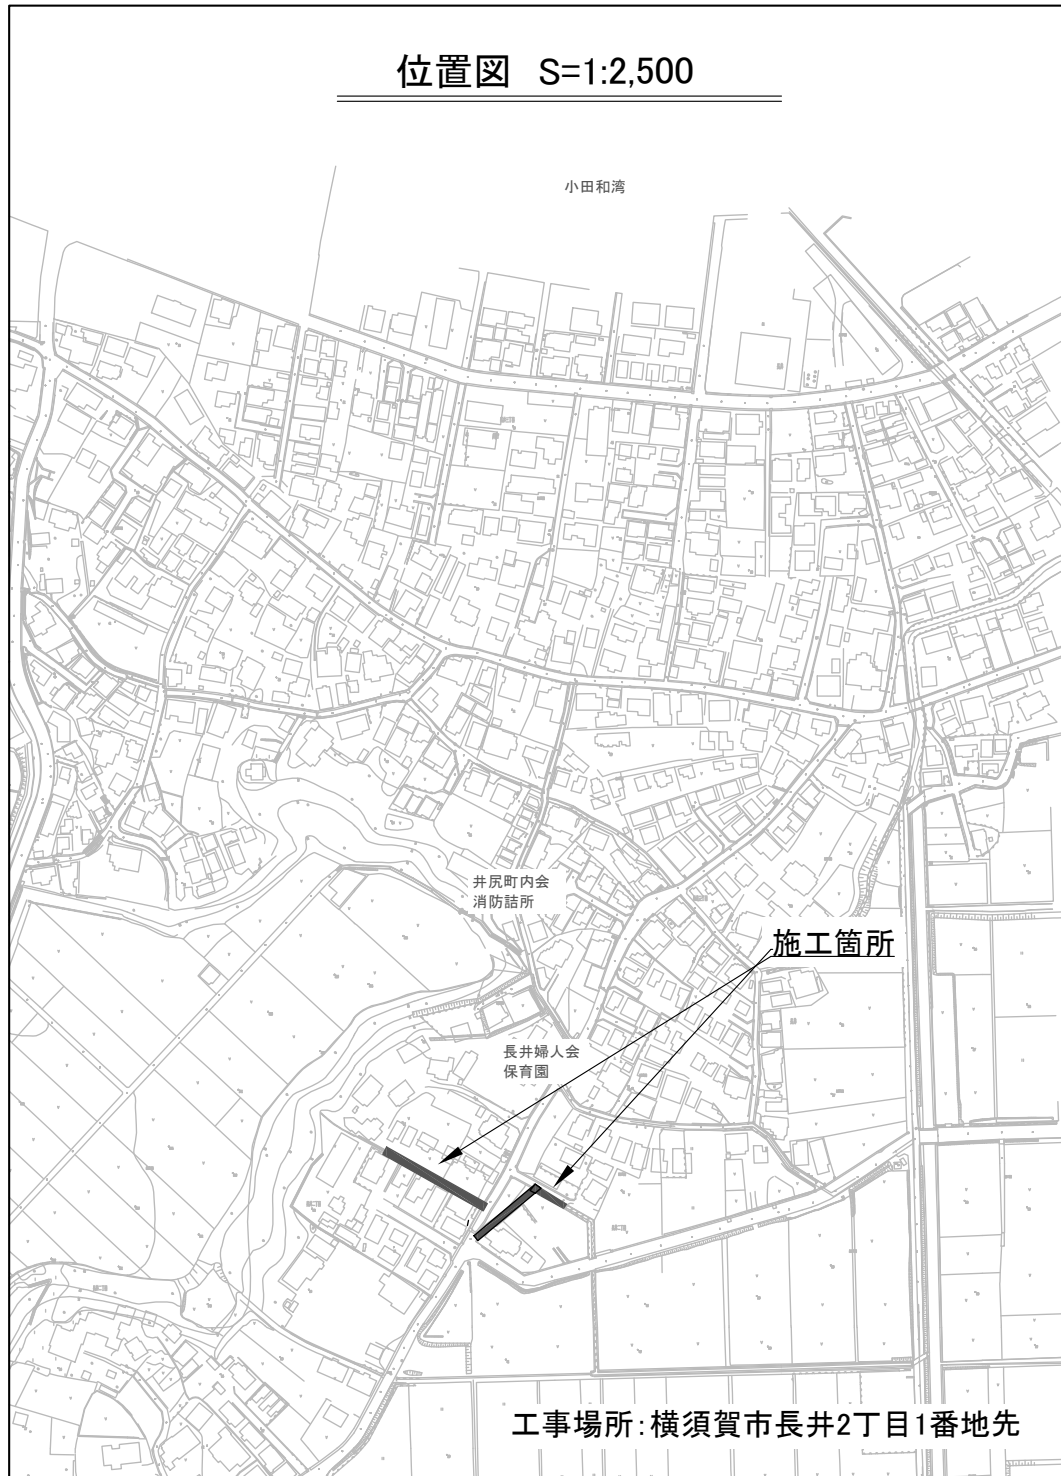 位置図 S=1:2,500
小田和湾
井尻町内会
消防詰所
施工箇所
長井婦人会
保育園
工事場所:横須賀市長井2丁目1番地先